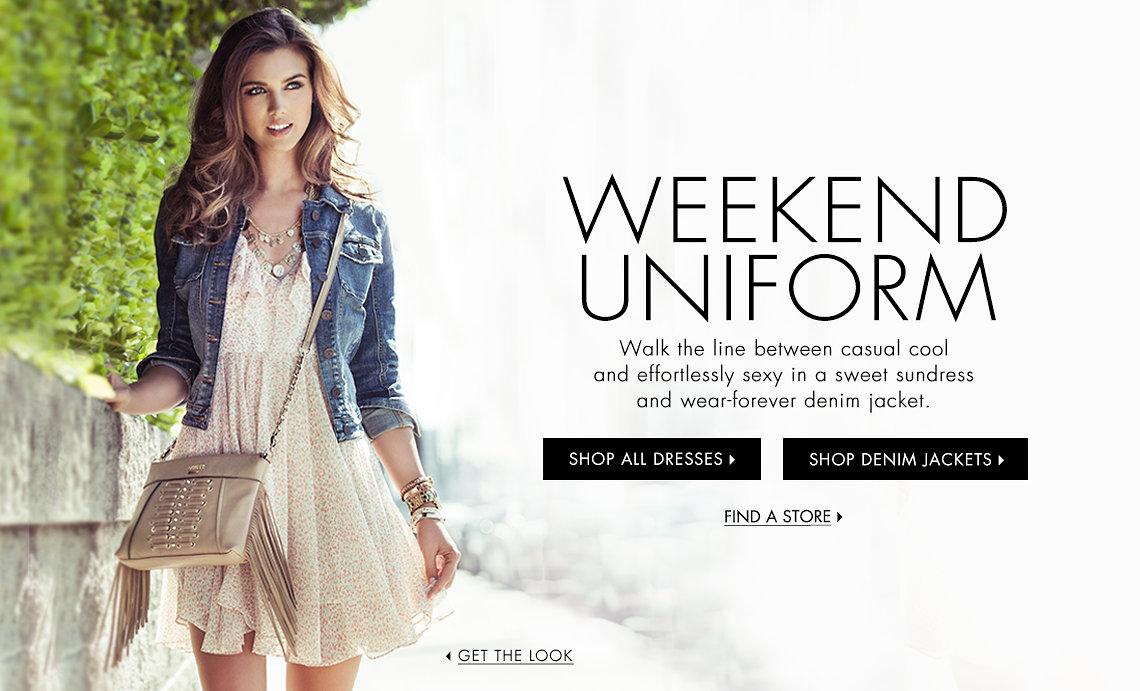 WEEKEND
UNIFORM
Walk the line between casual cool
and effortlessly sexy in a sweet sundress
and wear-forever denim jacket.
SHOP ALL DRESSES
SHOP DENIM JACKETS
FIND A STORE
GET THE LOOK